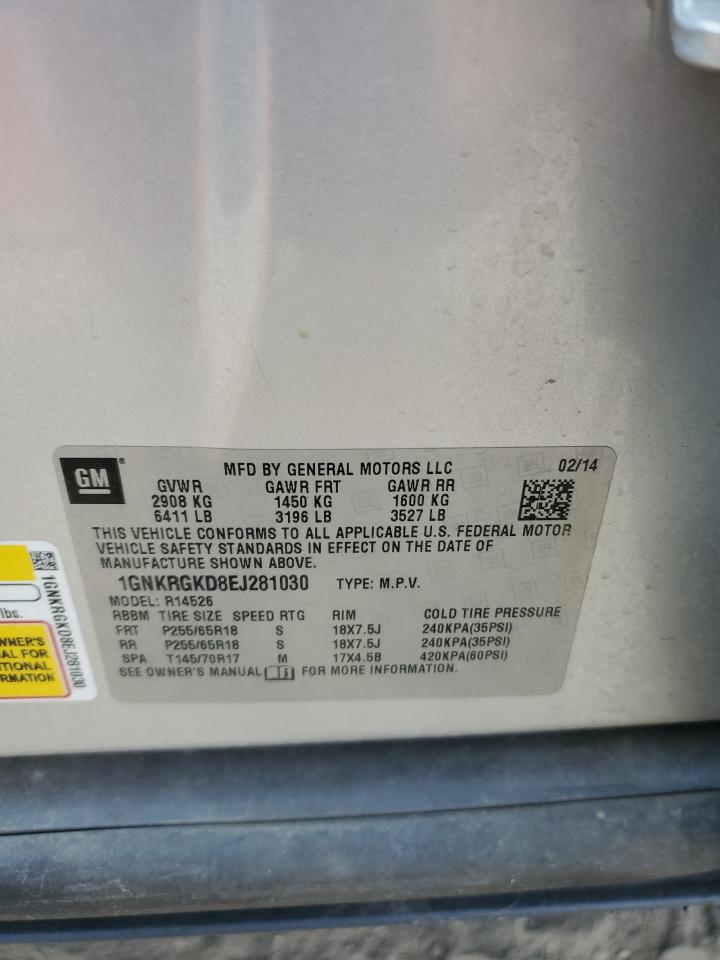 GM ®
MFD BY GENERAL MOTORS LLC 02/14
GVWR GAWR FRT GAWR RR
2908 KG 1450 KG 1600 KG
6411 LB 3196 LB 3527 LB
THIS VEHICLE CONFORMS TO ALL APPLICABLE U.S. FEDERAL MOTOR
VEHICLE SAFETY STANDARDS IN EFFECT ON THE DATE OF
MANUFACTURE SHOWN ABOVE.
1GNKRGKD8EJ281030 TYPE: M.P.V.
MODEL: R14526
RBBM TIRE SIZE SPEED RTG RIM COLD TIRE PRESSURE
FRT P255/65R18 S 18X7.5J 240KPA(35PSI)
RR P255/65R18 S 18X7.5J 240KPA(35PSI)
SPA T145/70R17 M 17X4.5B 420KPA(60PSI)
SEE OWNER'S MANUAL FOR MORE INFORMATION.
1GNKRGKD8EJ281030
lbs.
WNER'S
AL FOR
ITIONAL
RMATION